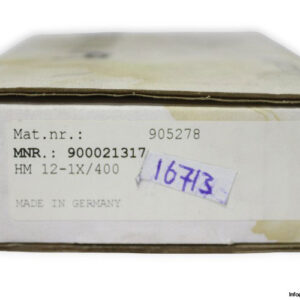 Mat.nr.: 905278
MNR.: 900021317
HM 12-1X/400
16713
MADE IN GERMANY